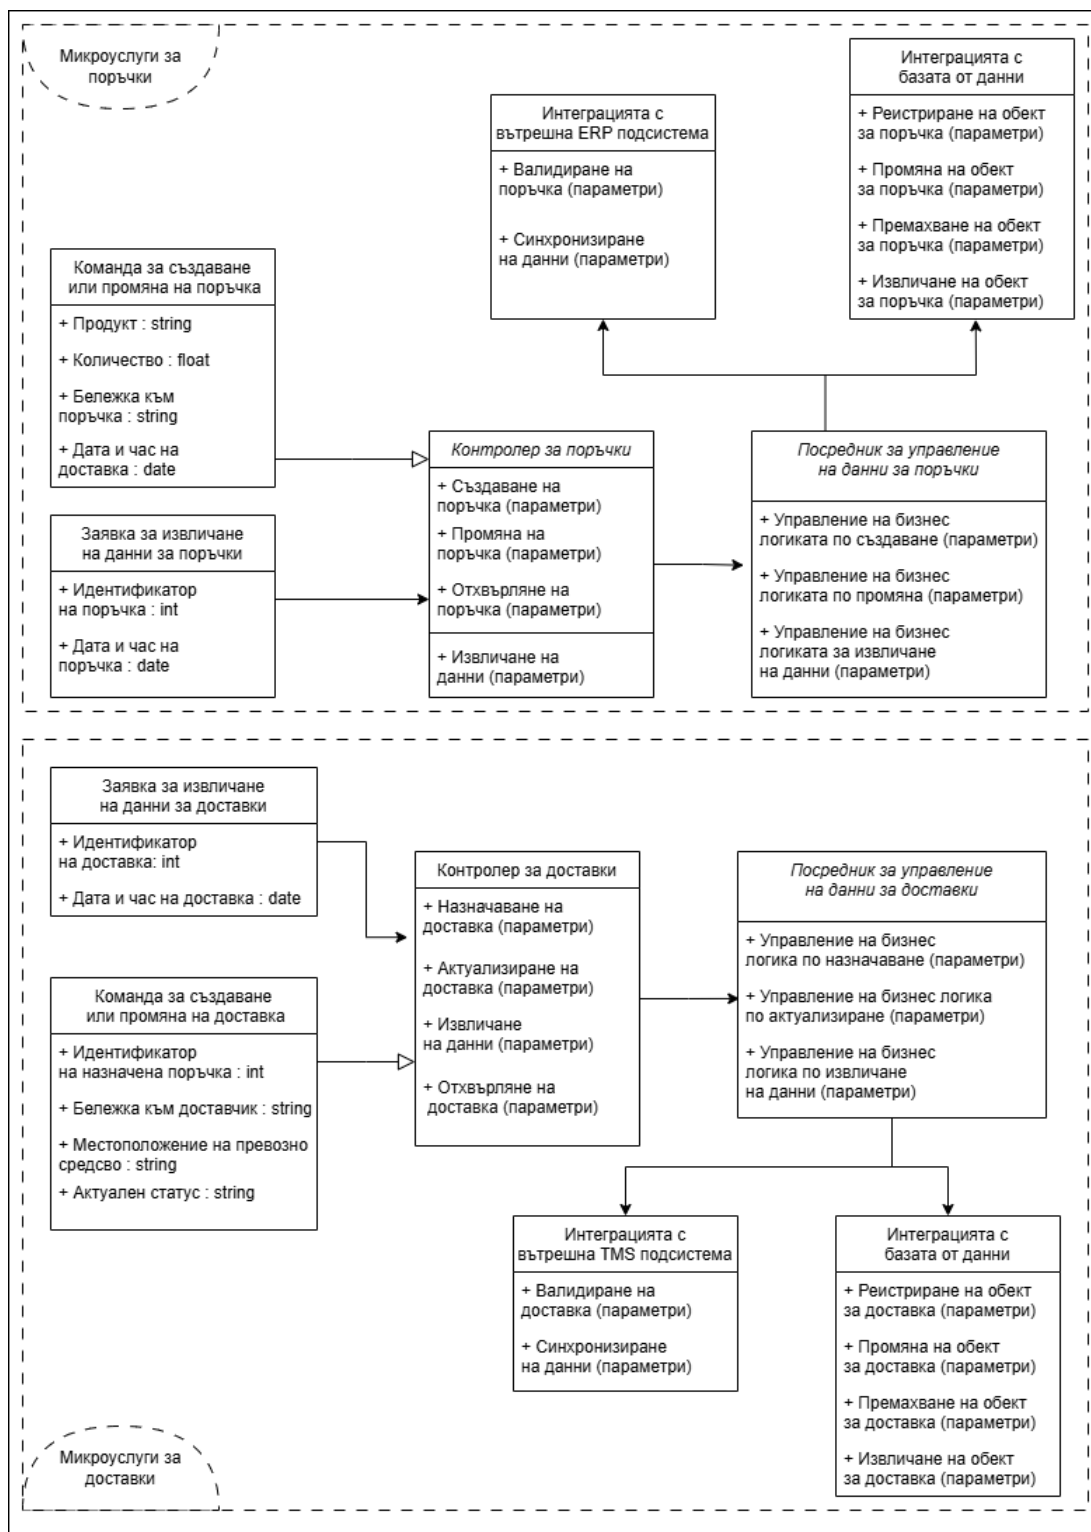 Микроуслуги за
поръчки
Интеграцията с
базата от данни
+ Реистриране на обект
за поръчка (параметри)
+ Промяна на обект
за поръчка (параметри)
+ Премахване на обект
за поръчка (параметри)
+ Извличане на обект
за поръчка (параметри)
Интеграцията с
вътрешна ERP подсистема
+ Валидиране на
поръчка (параметри)
+ Синхронизиране
на данни (параметри)
Команда за създаване
или промяна на поръчка
+ Продукт : string
+ Количество : float
+ Бележка към
поръчка : string
+ Дата и час на
доставка : date
Заявка за извличане
на данни за поръчки
+ Идентификатор
на поръчка : int
+ Дата и час на
поръчка : date
Контролер за поръчки
+ Създаване на
поръчка (параметри)
+ Промяна на
поръчка (параметри)
+ Отхвърляне на
поръчка (параметри)
+ Извличане на
данни (параметри)
Посредник за управление
на данни за поръчки
+ Управление на бизнес
логиката по създаване (параметри)
+ Управление на бизнес
логиката по промяна (параметри)
+ Управление на бизнес
логиката за извличане
на данни (параметри)
Заявка за извличане
на данни за доставки
+ Идентификатор
на доставка: int
+ Дата и час на доставка : date
Команда за създаване
или промяна на доставка
+ Идентификатор
на назначена поръчка : int
+ Бележка към доставчик : string
+ Местоположение на превозно
средсво : string
+ Актуален статус : string
Контролер за доставки
+ Назначаване на
доставка (параметри)
+ Актуализиране на
доставка (параметри)
+ Извличане
на данни (параметри)
+ Отхвърляне на
доставка (параметри)
Посредник за управление
на данни за доставки
+ Управление на бизнес
логика по назначаване (параметри)
+ Управление на бизнес логика
по актуализиране (параметри)
+ Управление на бизнес
логика по извличане
на данни (параметри)
Интеграцията с
вътрешна TMS подсистема
+ Валидиране на
доставка (параметри)
+ Синхронизиране
на данни (параметри)
Интеграцията с
базата от данни
+ Реистриране на обект
за доставка (параметри)
+ Промяна на обект
за доставка (параметри)
+ Премахване на обект
за доставка (параметри)
+ Извличане на обект
за доставка (параметри)
Микроуслуги за
доставки